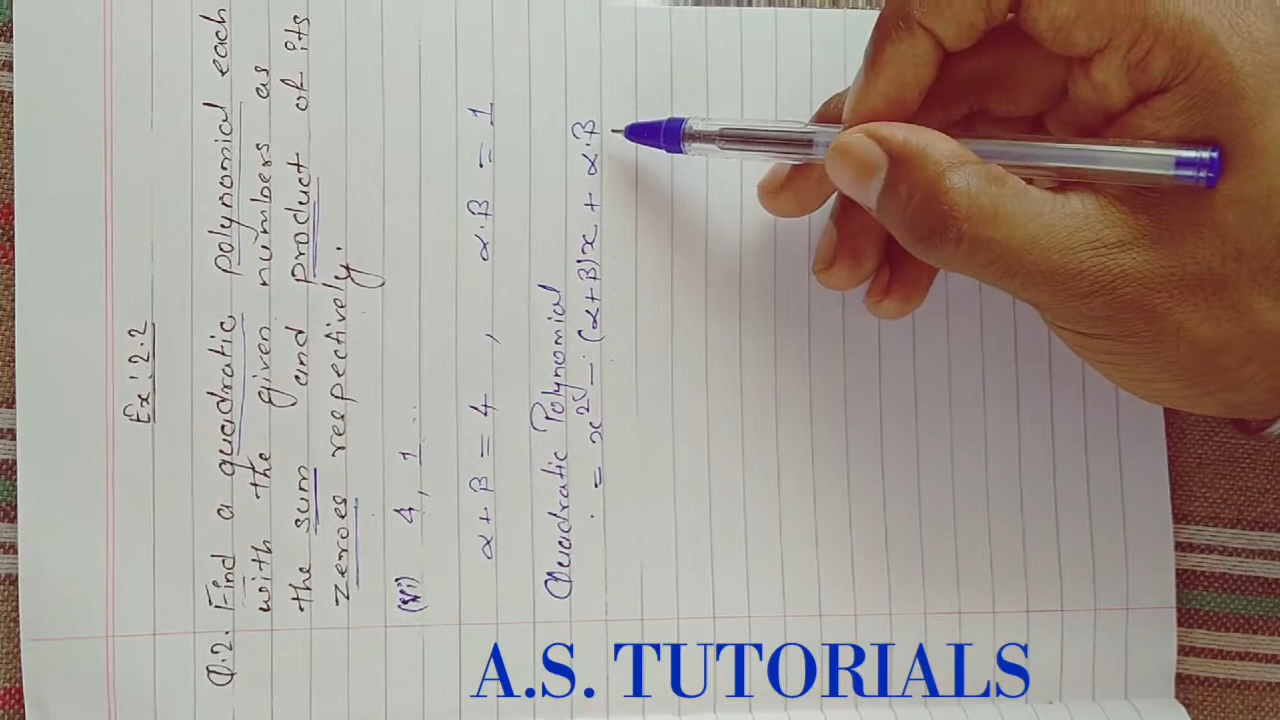 Ex: 2.2
Q.2. Find a quadratic polynomial each
with the given numbers as
the sum and product of its
zeroes respectively.
(vi) 4, 1
α + β = 4 , α.β = 1
Quadratic Polynomial
= x² - (α+β)x + α.β
A.S. TUTORIALS